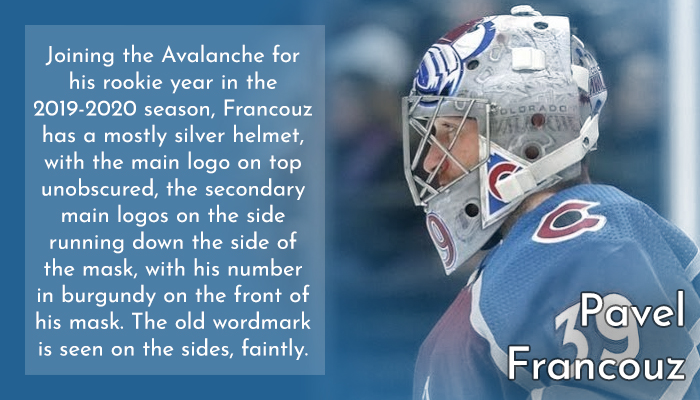 Joining the Avalanche for
his rookie year in the
2019-2020 season, Francouz
has a mostly silver helmet,
with the main logo on top
unobscured, the secondary
main logos on the side
running down the side of
the mask, with his number
in burgundy on the front of
his mask. The old wordmark
is seen on the sides, faintly.
COLORADO
AVALANCHE
39
Pavel
Francouz